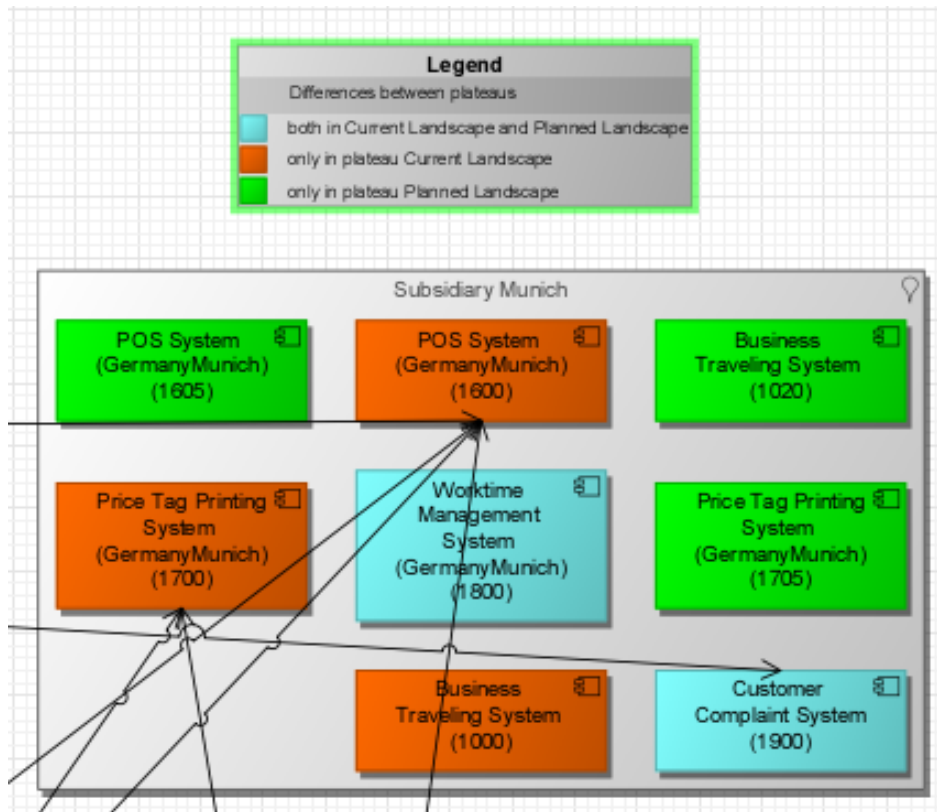 Legend
Differences between plateaus
both in Current Landscape and Planned Landscape
only in plateau Current Landscape
only in plateau Planned Landscape
Subsidiary Munich
POS System
(GermanyMunich)
(1605)
POS System
(GermanyMunich)
(1600)
Business
Traveling System
(1020)
Price Tag Printing
System
(GermanyMunich)
(1700)
Worktime
Management
System
(GermanyMunich)
(1800)
Price Tag Printing
System
(GermanyMunich)
(1705)
Business
Traveling System
(1000)
Customer
Complaint System
(1900)